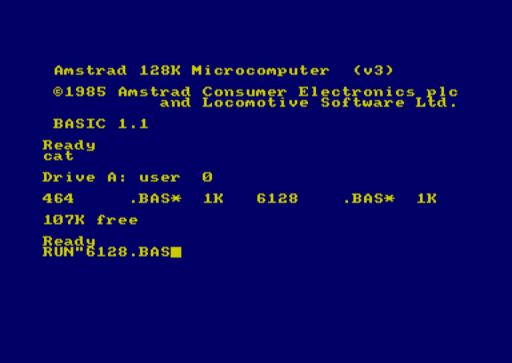 Amstrad 128K Microcomputer  (v3)
©1985 Amstrad Consumer Electronics plc
and Locomotive Software Ltd.
BASIC 1.1
Ready
cat
Drive A: user  0
464     .BAS*  1K   6128    .BAS*  1K
107K free
Ready
RUN"6128.BAS